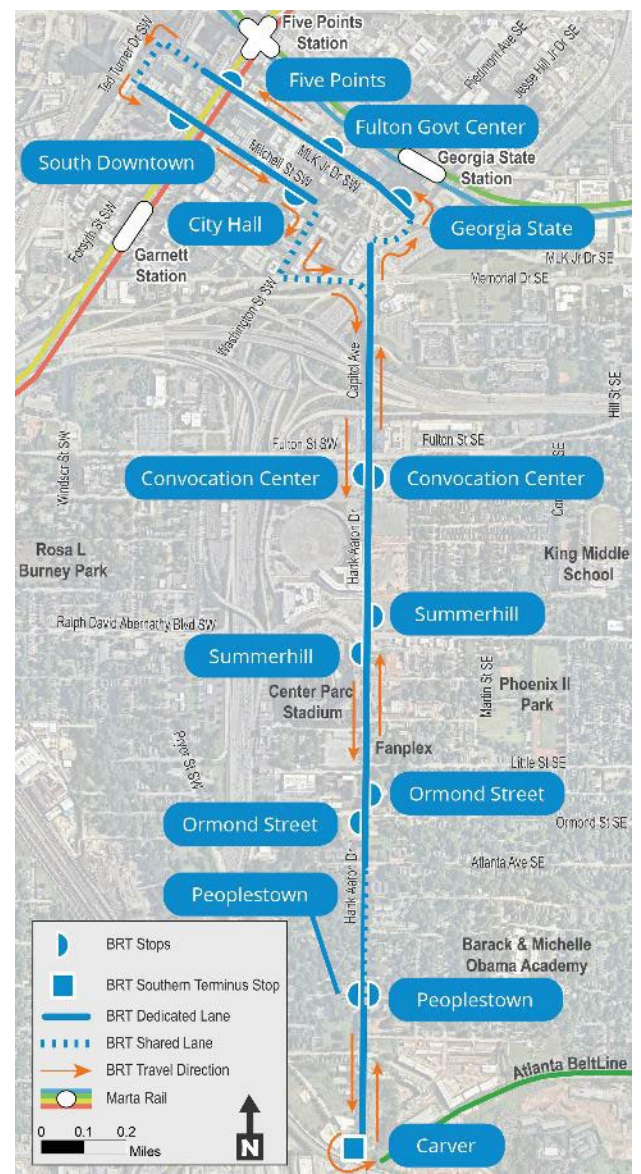 Five Points
Station
Ted Turner Dr SW
Piedmont Ave SE
Jesse Hill Jr Dr SE
Five Points
Fulton Govt Center
South Downtown
Mitchell St SW
MLK Jr Dr SW
Georgia State
Station
City Hall
Georgia State
Forsyth St SW
Garnett
Station
MLK Jr Dr SE
Memorial Dr SE
Washington St SW
Capitol Ave
Hill St SE
Fulton St SW
Fulton St SE
Windsor St SW
Convocation Center
Convocation Center
Hank Aaron Dr
Rosa L
Burney Park
King Middle
School
Summerhill
Ralph David Abernathy Blvd SW
Summerhill
Center Parc
Stadium
Martin St SE
Phoenix II
Park
Pryor St SW
Fanplex
Little St SE
Ormond Street
Ormond Street
Ormond St SE
Hank Aaron Dr
Atlanta Ave SE
Peoplestown
Barack & Michelle
Obama Academy
Peoplestown
Atlanta BeltLine
Carver
BRT Stops
BRT Southern Terminus Stop
BRT Dedicated Lane
BRT Shared Lane
BRT Travel Direction
Marta Rail
0 0.1 0.2
Miles
N